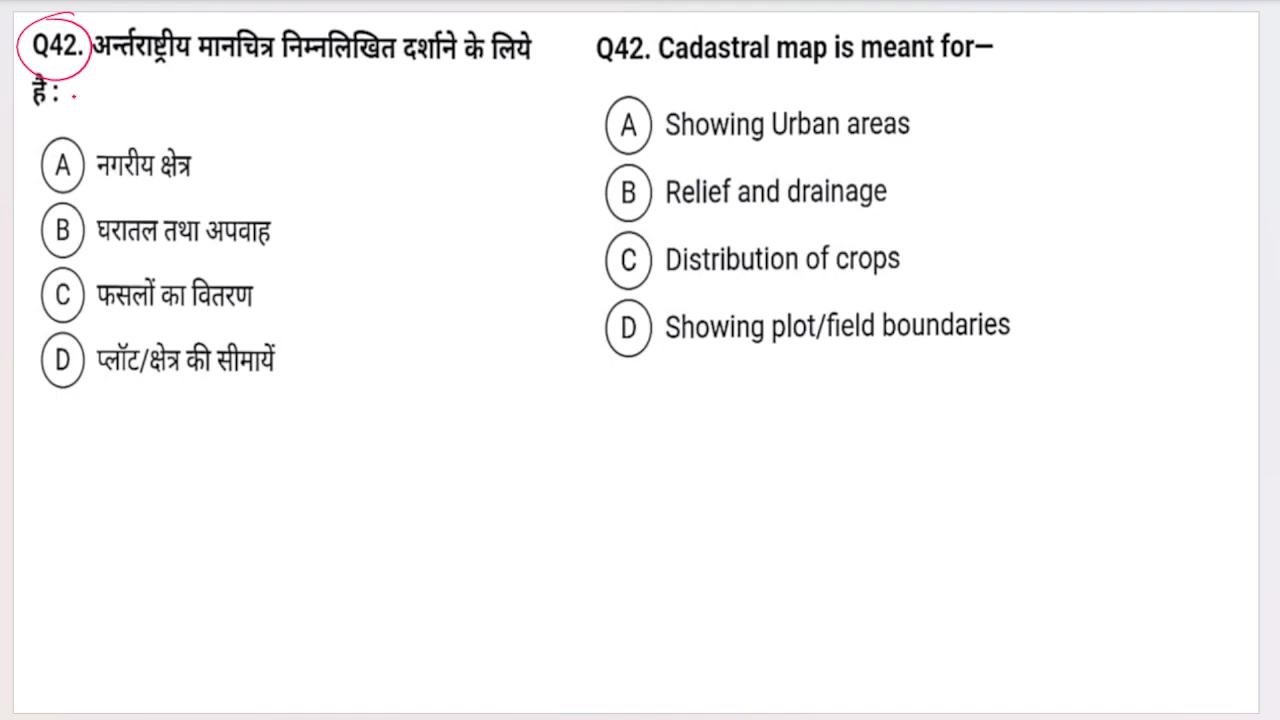 Q42. अर्न्तराष्ट्रीय मानचित्र निम्नलिखित दर्शाने के लिये
है :
A नगरीय क्षेत्र
B घरातल तथा अपवाह
C फसलों का वितरण
D प्लॉट/क्षेत्र की सीमायें
Q42. Cadastral map is meant for—
A Showing Urban areas
B Relief and drainage
C Distribution of crops
D Showing plot/field boundaries